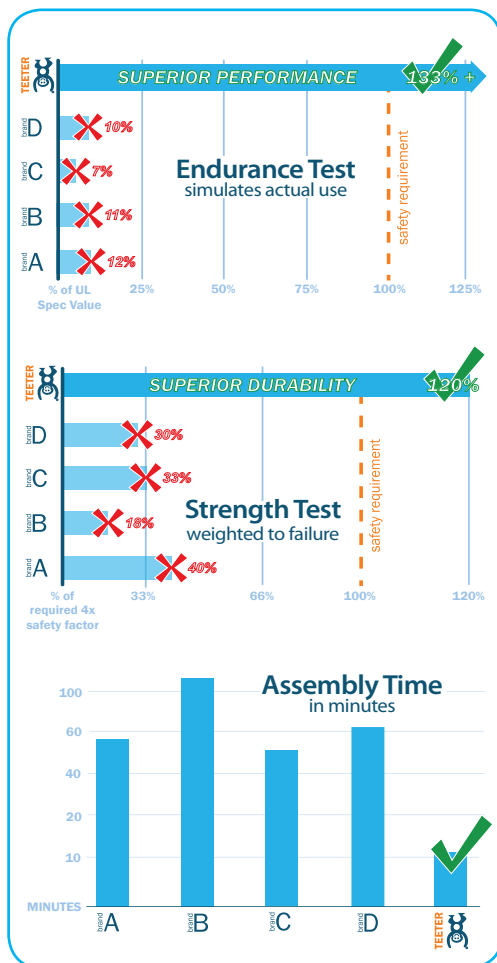 TEETER
SUPERIOR PERFORMANCE
133% +
brand D
10%
brand C
7%
Endurance Test
simulates actual use
safety requirement
brand B
11%
brand A
12%
% of UL
Spec Value
25%
50%
75%
100%
125%
TEETER
SUPERIOR DURABILITY
120%
brand D
30%
brand C
33%
Strength Test
weighted to failure
safety requirement
brand B
18%
brand A
40%
% of
required 4x
safety factor
33%
66%
100%
120%
Assembly Time
in minutes
100
60
40
20
10
MINUTES
brand A
brand B
brand C
brand D
TEETER